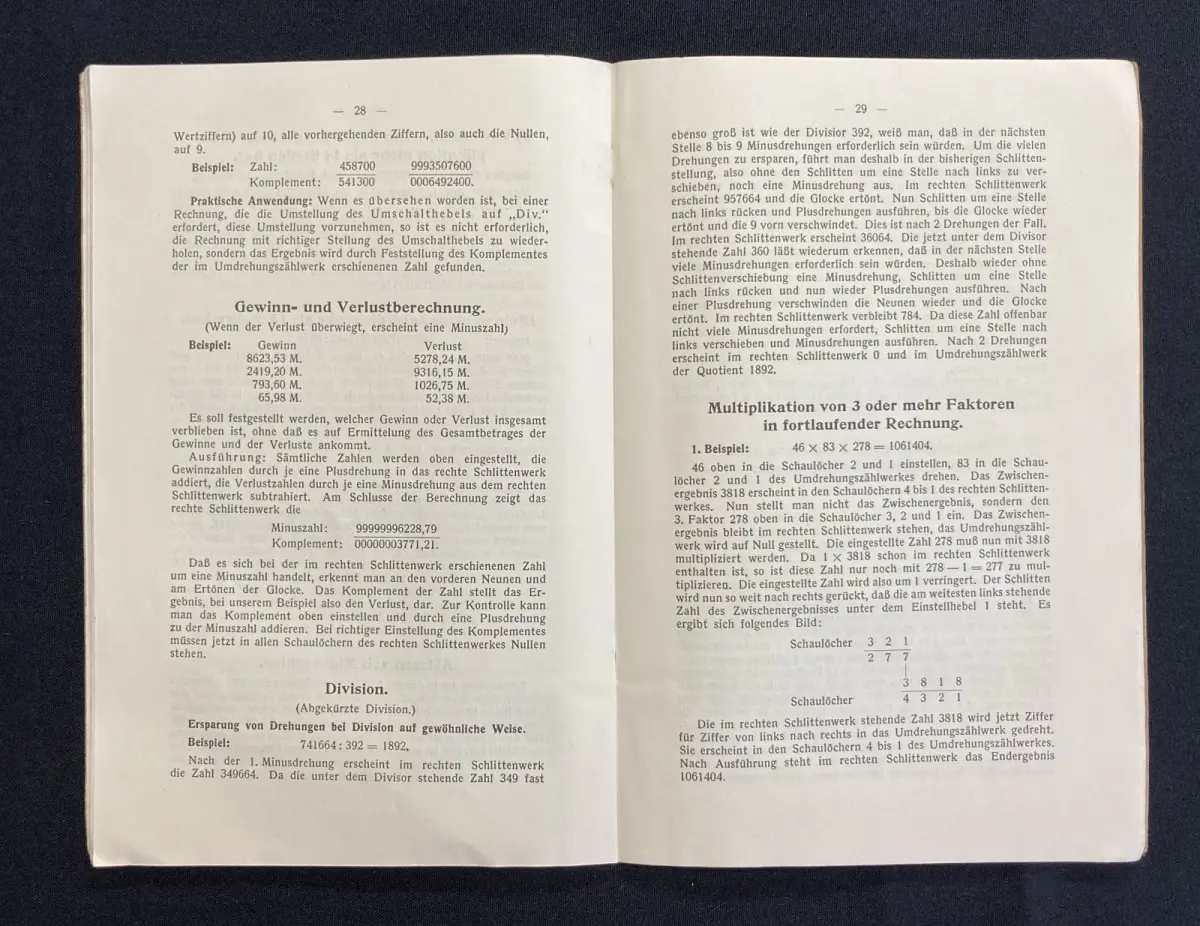 — 28 —
Wertziffern) auf 10, alle vorhergehenden Ziffern, also auch die Nullen,
auf 9.
Beispiel: Zahl: 458700 9993507600
Komplement: 541300 0006492400.
Praktische Anwendung: Wenn es übersehen worden ist, bei einer
Rechnung, die die Umstellung des Umschalthebels auf „Div.“
erfordert, diese Umstellung vorzunehmen, so ist es nicht erforderlich,
die Rechnung mit richtiger Stellung des Umschalthebels zu wieder-
holen, sondern das Ergebnis wird durch Feststellung des Komplementes
der im Umdrehungszählwerk erschienenen Zahl gefunden.
Gewinn- und Verlustberechnung.
(Wenn der Verlust überwiegt, erscheint eine Minuszahl)
Beispiel: Gewinn Verlust
8623,53 M. 5278,24 M.
2419,20 M. 9316,15 M.
793,60 M. 1026,75 M.
65,98 M. 52,38 M.
Es soll festgestellt werden, welcher Gewinn oder Verlust insgesamt
verblieben ist, ohne daß es auf Ermittelung des Gesamtbetrages der
Gewinne und der Verluste ankommt.
Ausführung: Sämtliche Zahlen werden oben eingestellt, die
Gewinnzahlen durch je eine Plusdrehung in das rechte Schlittenwerk
addiert, die Verlustzahlen durch je eine Minusdrehung aus dem rechten
Schlittenwerk subtrahiert. Am Schlusse der Berechnung zeigt das
rechte Schlittenwerk die
Minuszahl: 99999996228,79
Komplement: 00000003771,21.
Daß es sich bei der im rechten Schlittenwerk erschienenen Zahl
um eine Minuszahl handelt, erkennt man an den vorderen Neunen und
am Ertönen der Glocke. Das Komplement der Zahl stellt das Er-
gebnis, bei unserem Beispiel also den Verlust, dar. Zur Kontrolle kann
man das Komplement oben einstellen und durch eine Plusdrehung
zu der Minuszahl addieren. Bei richtiger Einstellung des Komplementes
müssen jetzt in allen Schaulöchern des rechten Schlittenwerkes Nullen
stehen.
Division.
(Abgekürzte Division.)
Ersparung von Drehungen bei Division auf gewöhnliche Weise.
Beispiel: 741664 : 392 = 1892.
Nach der 1. Minusdrehung erscheint im rechten Schlittenwerk
die Zahl 349664. Da die unter dem Divisor stehende Zahl 349 fast
— 29 —
ebenso groß ist wie der Divisior 392, weiß man, daß in der nächsten
Stelle 8 bis 9 Minusdrehungen erforderlich sein würden. Um die vielen
Drehungen zu ersparen, führt man deshalb in der bisherigen Schlitten-
stellung, also ohne den Schlitten um eine Stelle nach links zu ver-
schieben, noch eine Minusdrehung aus. Im rechten Schlittenwerk
erscheint 957664 und die Glocke ertönt. Nun Schlitten um eine Stelle
nach links rücken und Plusdrehungen ausführen, bis die Glocke wieder
ertönt und die 9 vorn verschwindet. Dies ist nach 2 Drehungen der Fall.
Im rechten Schlittenwerk erscheint 36064. Die jetzt unter dem Divisor
stehende Zahl 360 läßt wiederum erkennen, daß in der nächsten Stelle
viele Minusdrehungen erforderlich sein würden. Deshalb wieder ohne
Schlittenverschiebung eine Minusdrehung, Schlitten um eine Stelle
nach links rücken und nun wieder Plusdrehungen ausführen. Nach
einer Plusdrehung verschwinden die Neunen wieder und die Glocke
ertönt. Im rechten Schlittenwerk verbleibt 784. Da diese Zahl offenbar
nicht viele Minusdrehungen erfordert, Schlitten um eine Stelle nach
links verschieben und Minusdrehungen ausführen. Nach 2 Drehungen
erscheint im rechten Schlittenwerk 0 und im Umdrehungszählwerk
der Quotient 1892.
Multiplikation von 3 oder mehr Faktoren
in fortlaufender Rechnung.
1. Beispiel: 46 × 83 × 278 = 1061404.
46 oben in die Schaulöcher 2 und 1 einstellen, 83 in die Schau-
löcher 2 und 1 des Umdrehungszählwerkes drehen. Das Zwischen-
ergebnis 3818 erscheint in den Schaulöchern 4 bis 1 des rechten Schlitten-
werkes. Nun stellt man nicht das Zwischenergebnis, sondern den
3. Faktor 278 oben in die Schaulöcher 3, 2 und 1 ein. Das Zwischen-
ergebnis bleibt im rechten Schlittenwerk stehen, das Umdrehungszähl-
werk wird auf Null gestellt. Die eingestellte Zahl 278 muß nun mit 3818
multipliziert werden. Da 1 × 3818 schon im rechten Schlittenwerk
enthalten ist, so ist diese Zahl nur noch mit 278 — 1 = 277 zu mul-
tiplizieren. Die eingestellte Zahl wird also um 1 verringert. Der Schlitten
wird nun so weit nach rechts gerückt, daß die am weitesten links stehende
Zahl des Zwischenergebnisses unter dem Einstellhebel 1 steht. Es
ergibt sich folgendes Bild:
Schaulöcher 3 2 1
2 7 7
3 8 1 8
Schaulöcher 4 3 2 1
Die im rechten Schlittenwerk stehende Zahl 3818 wird jetzt Ziffer
für Ziffer von links nach rechts in das Umdrehungszählwerk gedreht.
Sie erscheint in den Schaulöchern 4 bis 1 des Umdrehungszählwerkes.
Nach Ausführung steht im rechten Schlittenwerk das Endergebnis
1061404.